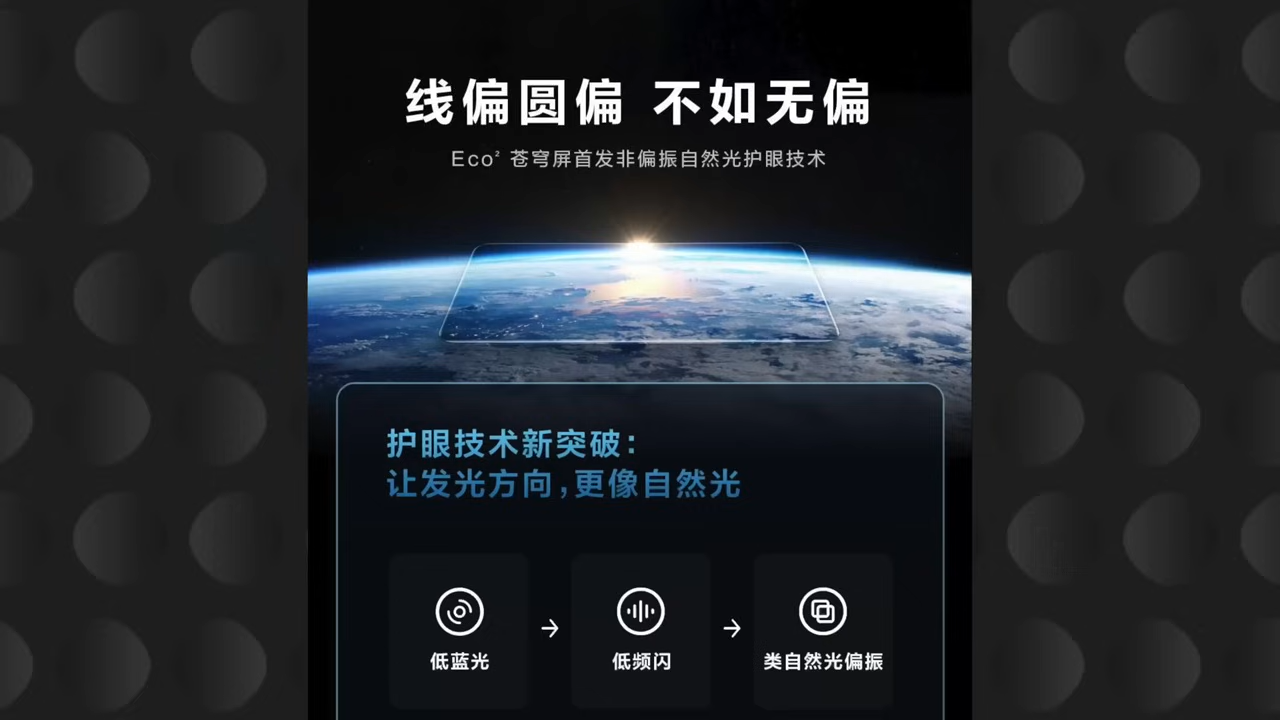 线偏圆偏 不如无偏
Eco² 苍穹屏首发非偏振自然光护眼技术
护眼技术新突破：
让发光方向，更像自然光
低蓝光 → 低频闪 → 类自然光偏振